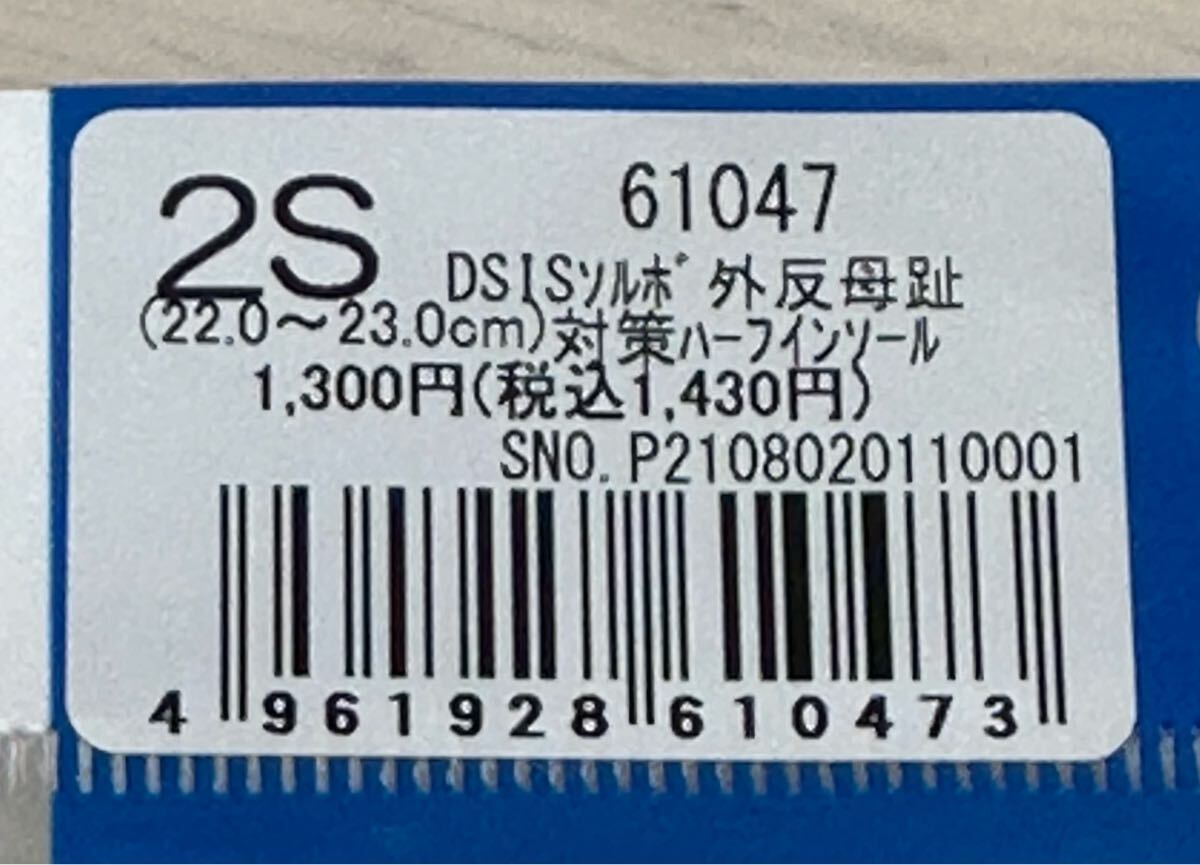 2S 61047
DSISソルボ 外反母趾
(22.0～23.0cm)対策ハーフインソール
1,300円(税込1,430円)
SNO. P2108020110001
4 961928 610473